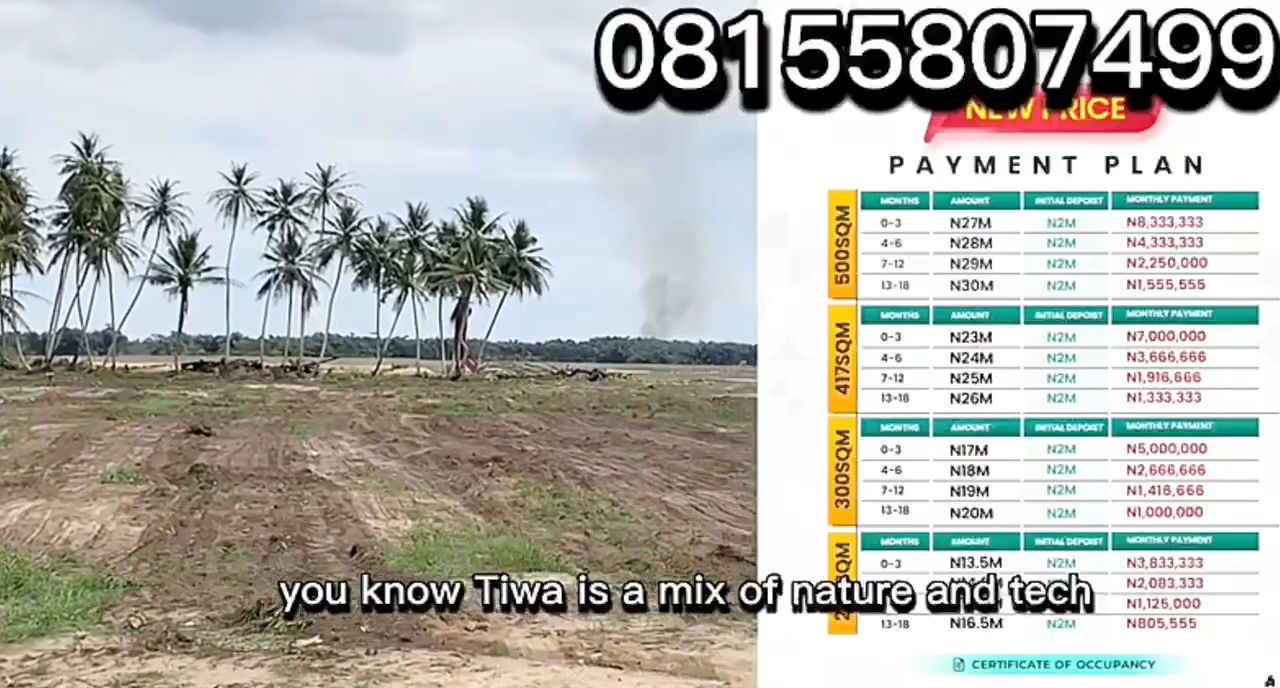 08155807499
NEW PRICE
PAYMENT PLAN
500SQM
MONTHS AMOUNT INITIAL DEPOSIT MONTHLY PAYMENT
0-3 N27M N2M N8,333,333
4-6 N28M N2M N4,333,333
7-12 N29M N2M N2,250,000
13-18 N30M N2M N1,555,555
417SQM
MONTHS AMOUNT INITIAL DEPOSIT MONTHLY PAYMENT
0-3 N23M N2M N7,000,000
4-6 N24M N2M N3,666,666
7-12 N25M N2M N1,916,666
13-18 N26M N2M N1,333,333
300SQM
MONTHS AMOUNT INITIAL DEPOSIT MONTHLY PAYMENT
0-3 N17M N2M N5,000,000
4-6 N18M N2M N2,666,666
7-12 N19M N2M N1,416,666
13-18 N20M N2M N1,000,000
MONTHS AMOUNT INITIAL DEPOSIT MONTHLY PAYMENT
0-3 N13.5M N2M N3,833,333
N2,083,333
you know Tiwa is a mix of nature and tech
N1,125,000
13-18 N16.5M N2M N805,555
CERTIFICATE OF OCCUPANCY